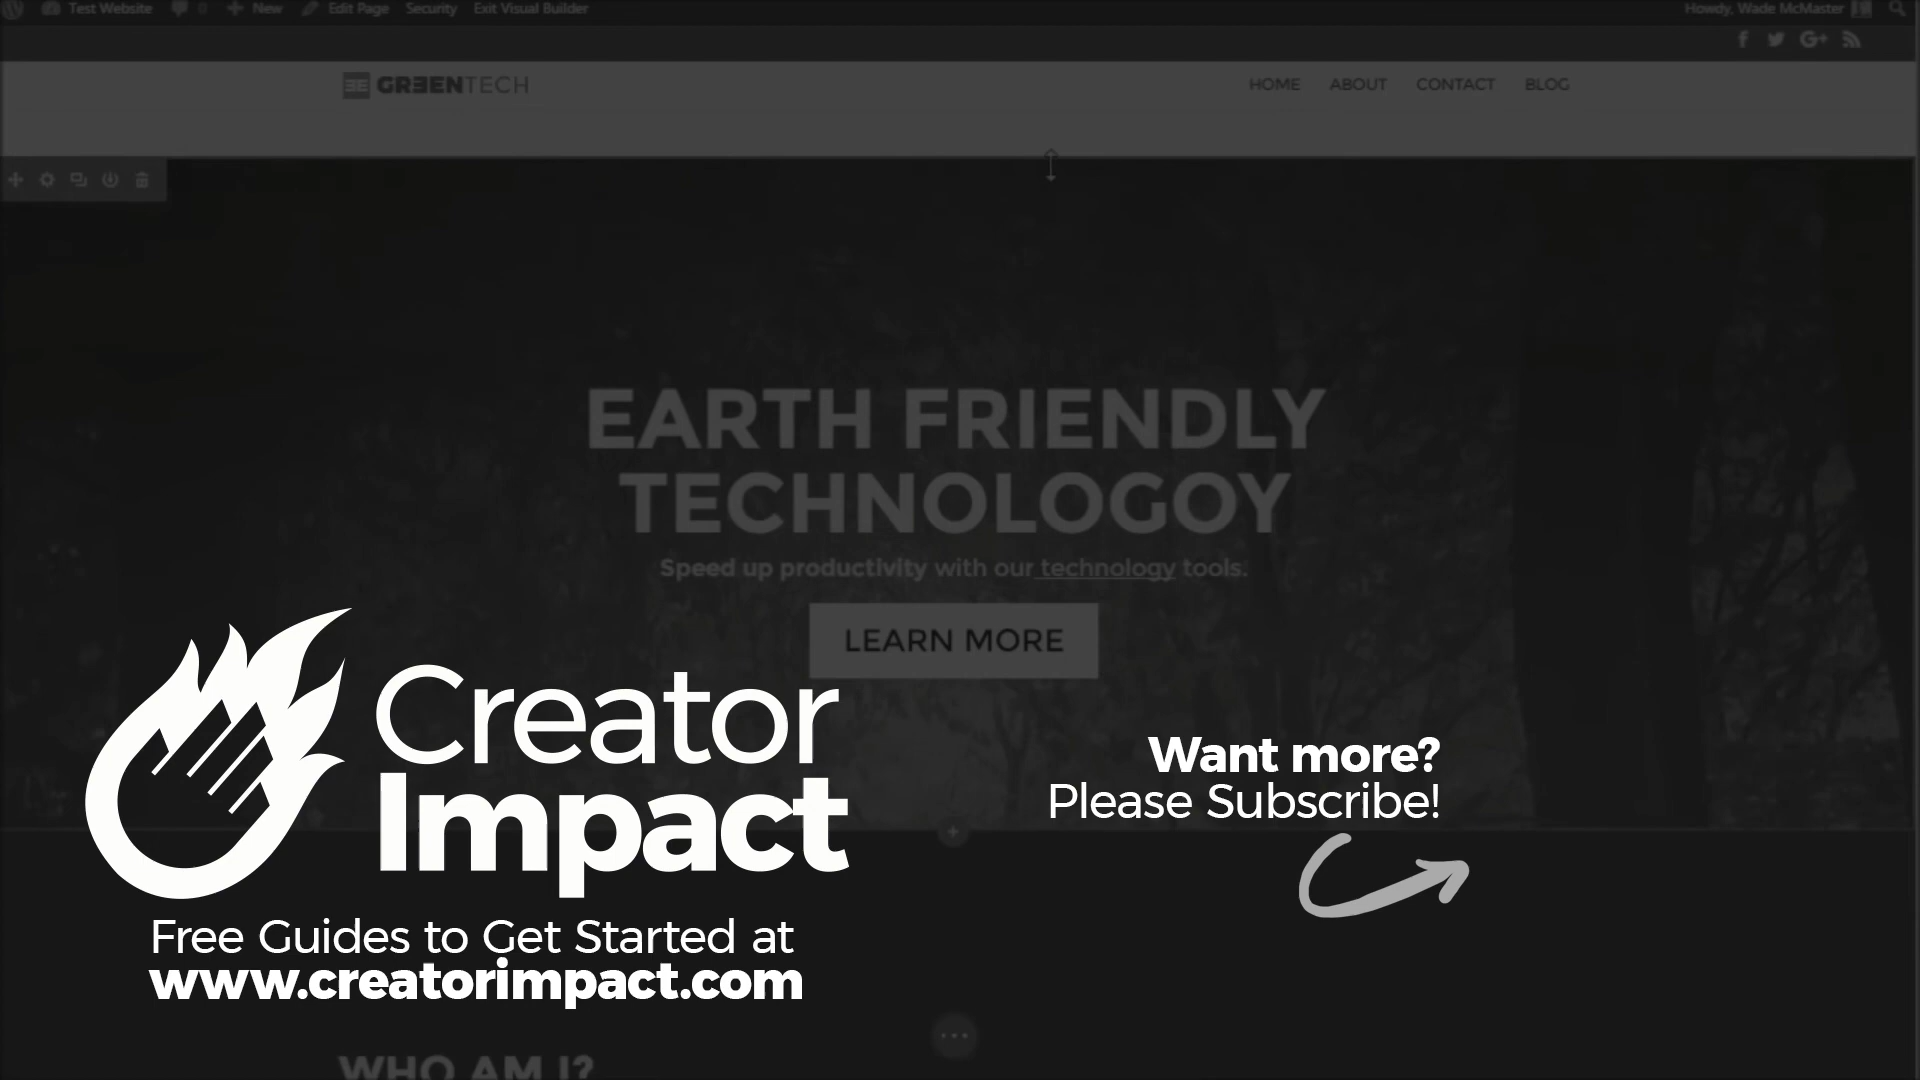 Test Website 0 New Edit Page Security Exit Visual Builder Howdy, Wade McMaster
GREENTECH HOME ABOUT CONTACT BLOG
EARTH FRIENDLY
TECHNOLOGOY
Speed up productivity with our technology tools.
LEARN MORE
Creator
Impact
Free Guides to Get Started at
www.creatorimpact.com
Want more?
Please Subscribe!
WHO AM I?